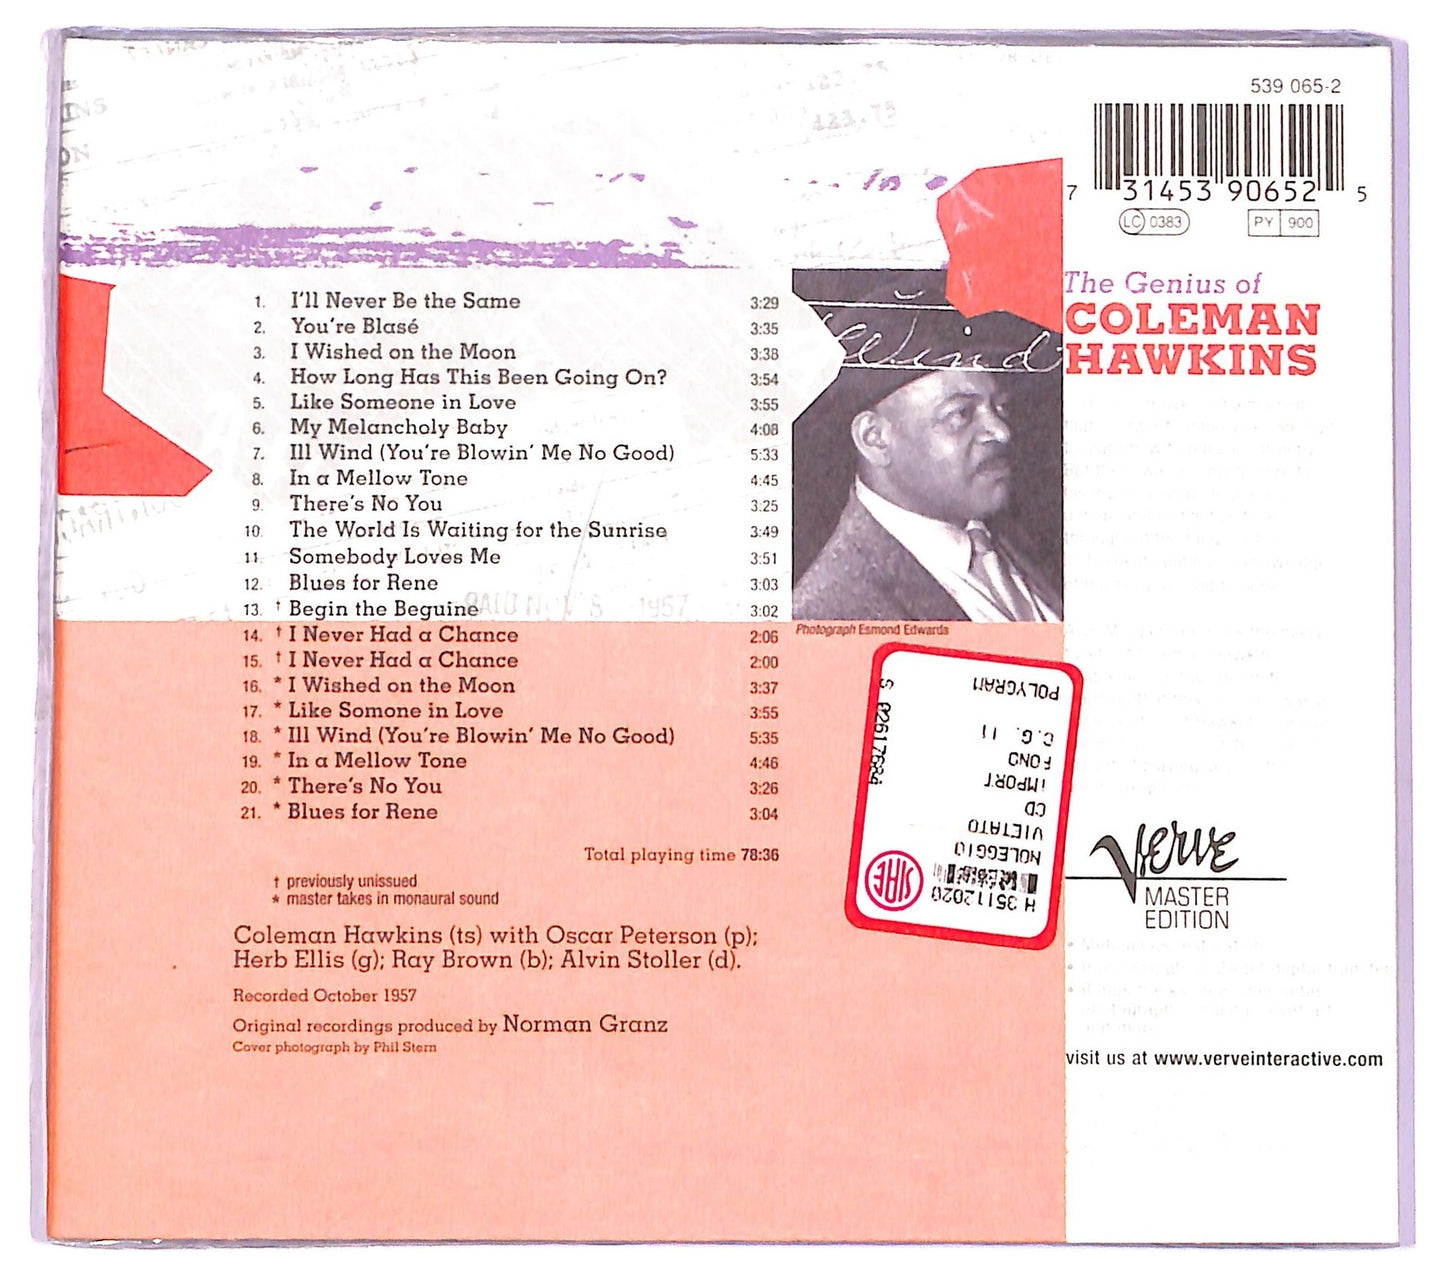 539 065-2
7 31453 90652 5
LC 0383
PY 900
The Genius of
COLEMAN
HAWKINS
Wind
1. I'll Never Be the Same 3:29
2. You're Blasé 3:35
3. I Wished on the Moon 3:38
4. How Long Has This Been Going On? 3:54
5. Like Someone in Love 3:55
6. My Melancholy Baby 4:08
7. Ill Wind (You're Blowin' Me No Good) 5:33
8. In a Mellow Tone 4:45
9. There's No You 3:25
10. The World Is Waiting for the Sunrise 3:49
11. Somebody Loves Me 3:51
12. Blues for Rene 3:03
13. † Begin the Beguine 3:02
14. † I Never Had a Chance 2:06
15. † I Never Had a Chance 2:00
16. * I Wished on the Moon 3:37
17. * Like Somone in Love 3:55
18. * Ill Wind (You're Blowin' Me No Good) 5:35
19. * In a Mellow Tone 4:46
20. * There's No You 3:26
21. * Blues for Rene 3:04
Total playing time 78:36
† previously unissued
* master takes in monaural sound
Coleman Hawkins (ts) with Oscar Peterson (p);
Herb Ellis (g); Ray Brown (b); Alvin Stoller (d).
Recorded October 1957
Original recordings produced by Norman Granz
Cover photograph by Phil Stern
PAID NOV 8 1957
Photograph Esmond Edwards
H 35112020
NOLEGGIO
VIETATO
CD
IMPORT
FONO
C.G. 11
POLYGRAM
S 02617684
SIAE
Verve
MASTER
EDITION
visit us at www.verveinteractive.com